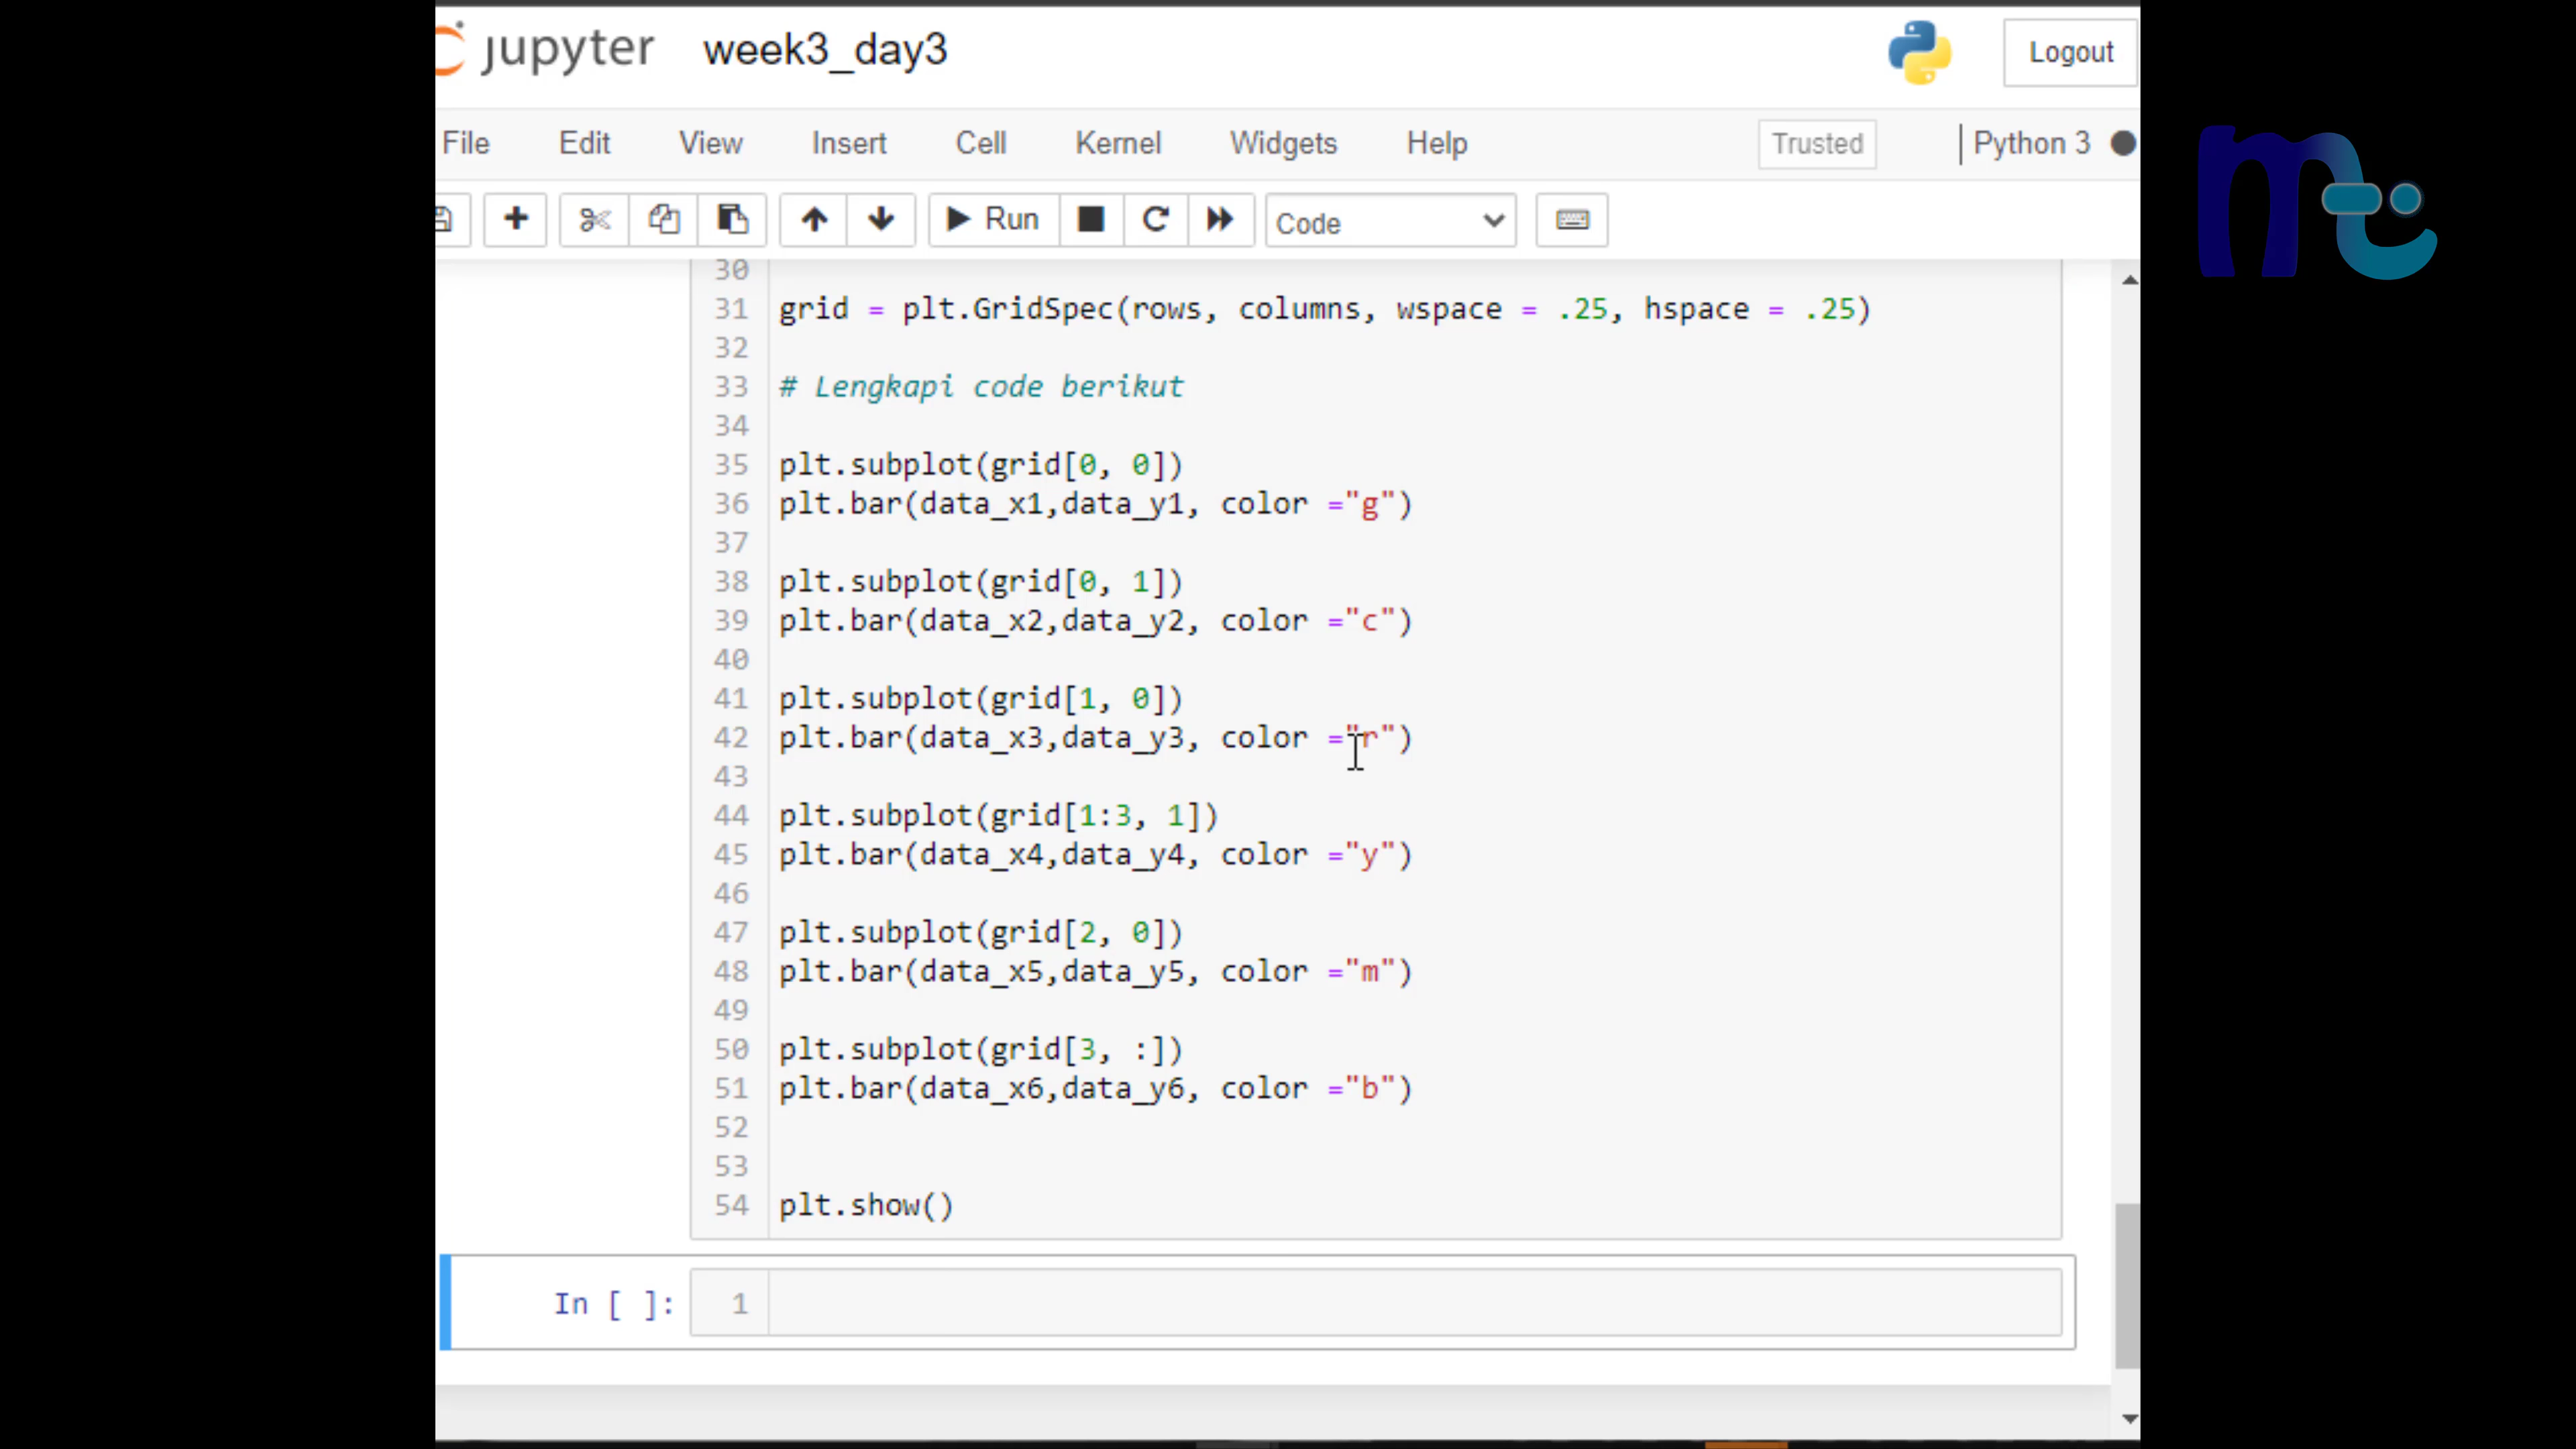 jupyter week3_day3 Logout
File Edit View Insert Cell Kernel Widgets Help Trusted Python 3
Run Code
30
31 grid = plt.GridSpec(rows, columns, wspace = .25, hspace = .25)
32
33 # Lengkapi code berikut
34
35 plt.subplot(grid[0, 0])
36 plt.bar(data_x1,data_y1, color ="g")
37
38 plt.subplot(grid[0, 1])
39 plt.bar(data_x2,data_y2, color ="c")
40
41 plt.subplot(grid[1, 0])
42 plt.bar(data_x3,data_y3, color ="r")
43
44 plt.subplot(grid[1:3, 1])
45 plt.bar(data_x4,data_y4, color ="y")
46
47 plt.subplot(grid[2, 0])
48 plt.bar(data_x5,data_y5, color ="m")
49
50 plt.subplot(grid[3, :])
51 plt.bar(data_x6,data_y6, color ="b")
52
53
54 plt.show()
In [ ]: 1